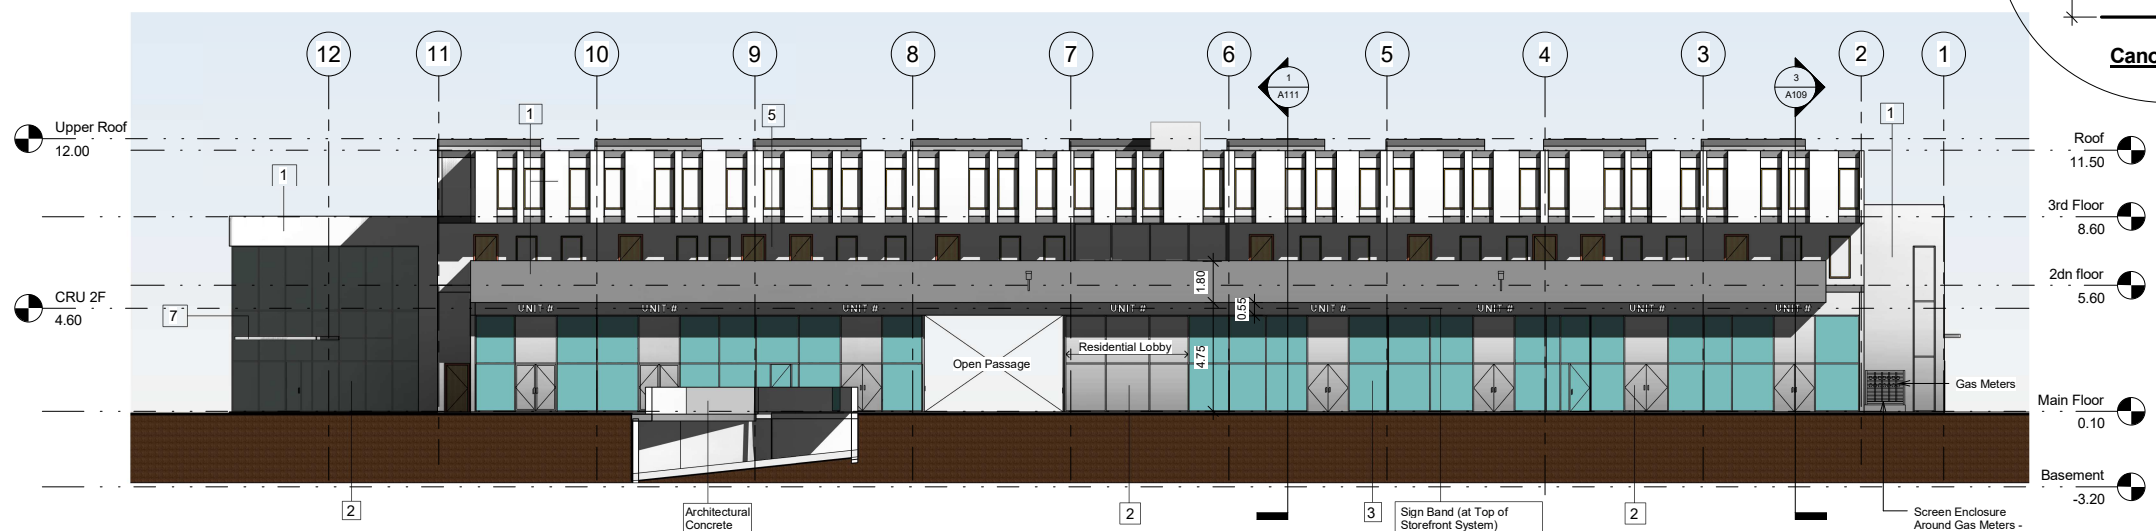 Cano
12
11
10
9
8
7
6
5
4
3
2
1
1
A111
3
A109
1
5
1
1
Upper Roof
12.00
Roof
11.50
3rd Floor
8.60
2dn floor
5.60
CRU 2F
4.60
7
1.80
0.55
4.75
UNIT #
UNIT #
UNIT #
UNIT #
UNIT #
UNIT #
UNIT #
UNIT #
Residential Lobby
Open Passage
Gas Meters
Main Floor
0.10
Basement
-3.20
2
Architectural
Concrete
2
3
Sign Band (at Top of
Storefront System)
2
Screen Enclosure
Around Gas Meters -